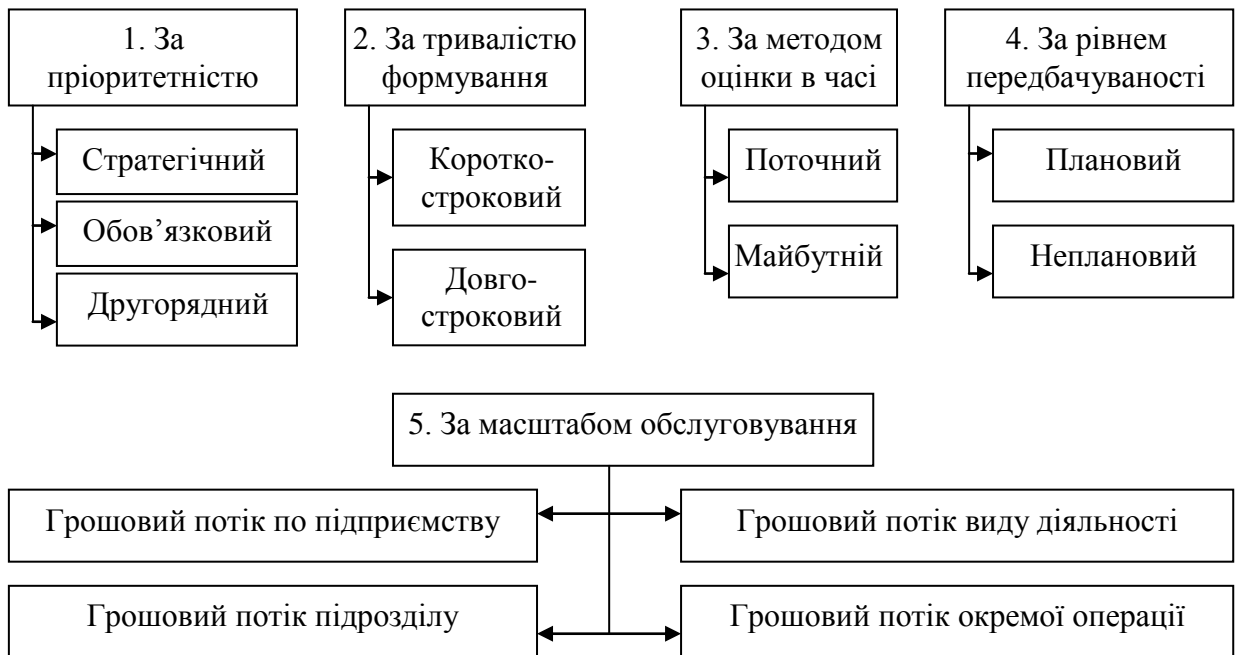 1. За
пріоритетністю
Стратегічний
Обов’язковий
Другорядний
2. За тривалістю
формування
Коротко-
строковий
Довго-
строковий
3. За методом
оцінки в часі
Поточний
Майбутній
4. За рівнем
передбачуваності
Плановий
Неплановий
5. За масштабом обслуговування
Грошовий потік по підприємству
Грошовий потік виду діяльності
Грошовий потік підрозділу
Грошовий потік окремої операції